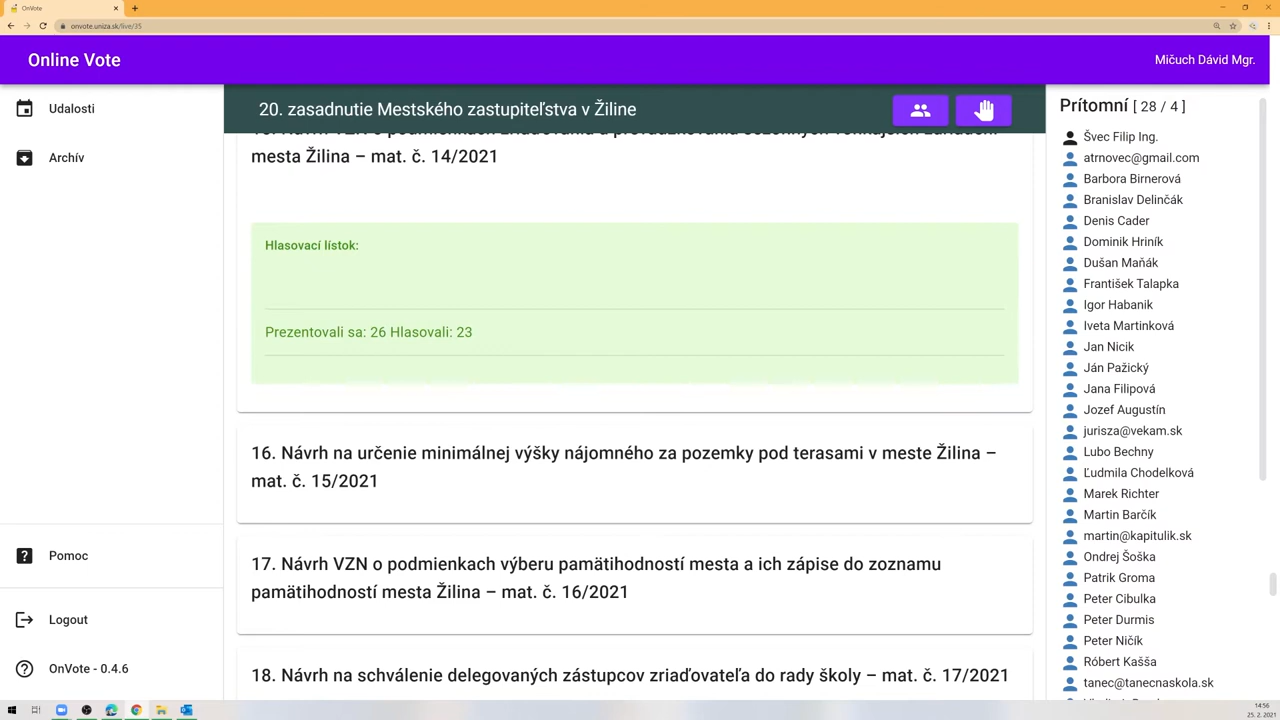 OnVote
onvote.uniza.sk/live/35
Online Vote
Mičuch Dávid Mgr.
Udalosti
Archív
Pomoc
Logout
OnVote - 0.4.6
20. zasadnutie Mestského zastupiteľstva v Žiline
mesta Žilina – mat. č. 14/2021
Hlasovací lístok:
Prezentovali sa: 26 Hlasovali: 23
16. Návrh na určenie minimálnej výšky nájomného za pozemky pod terasami v meste Žilina –
mat. č. 15/2021
17. Návrh VZN o podmienkach výberu pamätihodností mesta a ich zápise do zoznamu
pamätihodností mesta Žilina – mat. č. 16/2021
18. Návrh na schválenie delegovaných zástupcov zriaďovateľa do rady školy – mat. č. 17/2021
Prítomní [ 28 / 4 ]
Švec Filip Ing.
atrnovec@gmail.com
Barbora Birnerová
Branislav Delinčák
Denis Cader
Dominik Hriník
Dušan Maňák
František Talapka
Igor Habanik
Iveta Martinková
Jan Nicik
Ján Pažický
Jana Filipová
Jozef Augustín
jurisza@vekam.sk
Lubo Bechny
Ľudmila Chodelková
Marek Richter
Martin Barčík
martin@kapitulik.sk
Ondrej Šoška
Patrik Groma
Peter Cibulka
Peter Durmis
Peter Ničík
Róbert Kašša
tanec@tanecnaskola.sk
14:56
25. 2. 2021